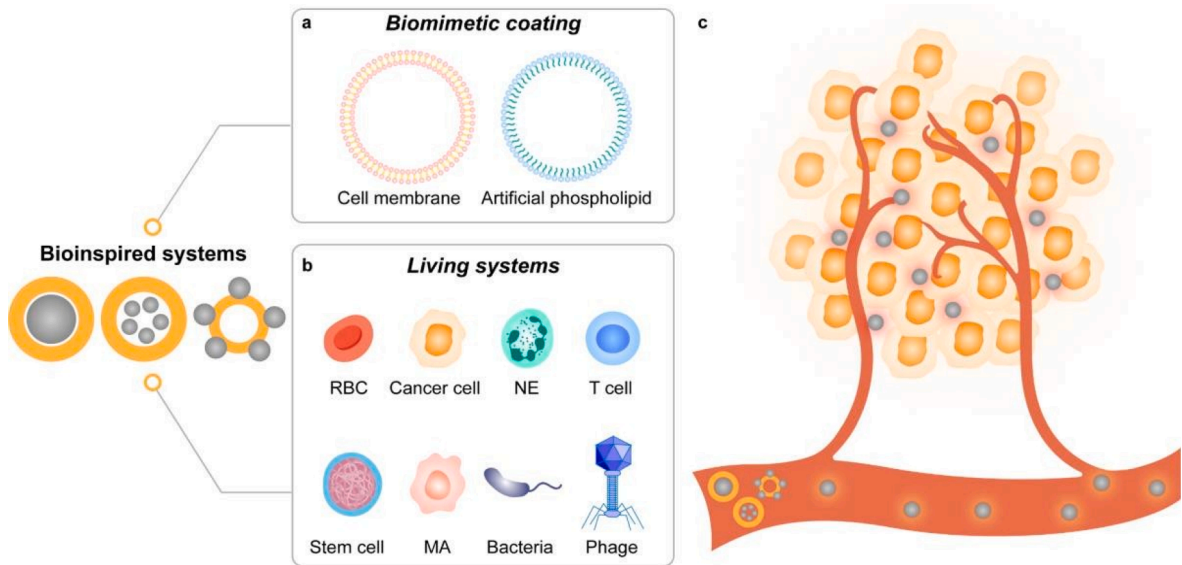 a
Biomimetic coating
Cell membrane
Artificial phospholipid
Bioinspired systems
b
Living systems
RBC
Cancer cell
NE
T cell
Stem cell
MA
Bacteria
Phage
c